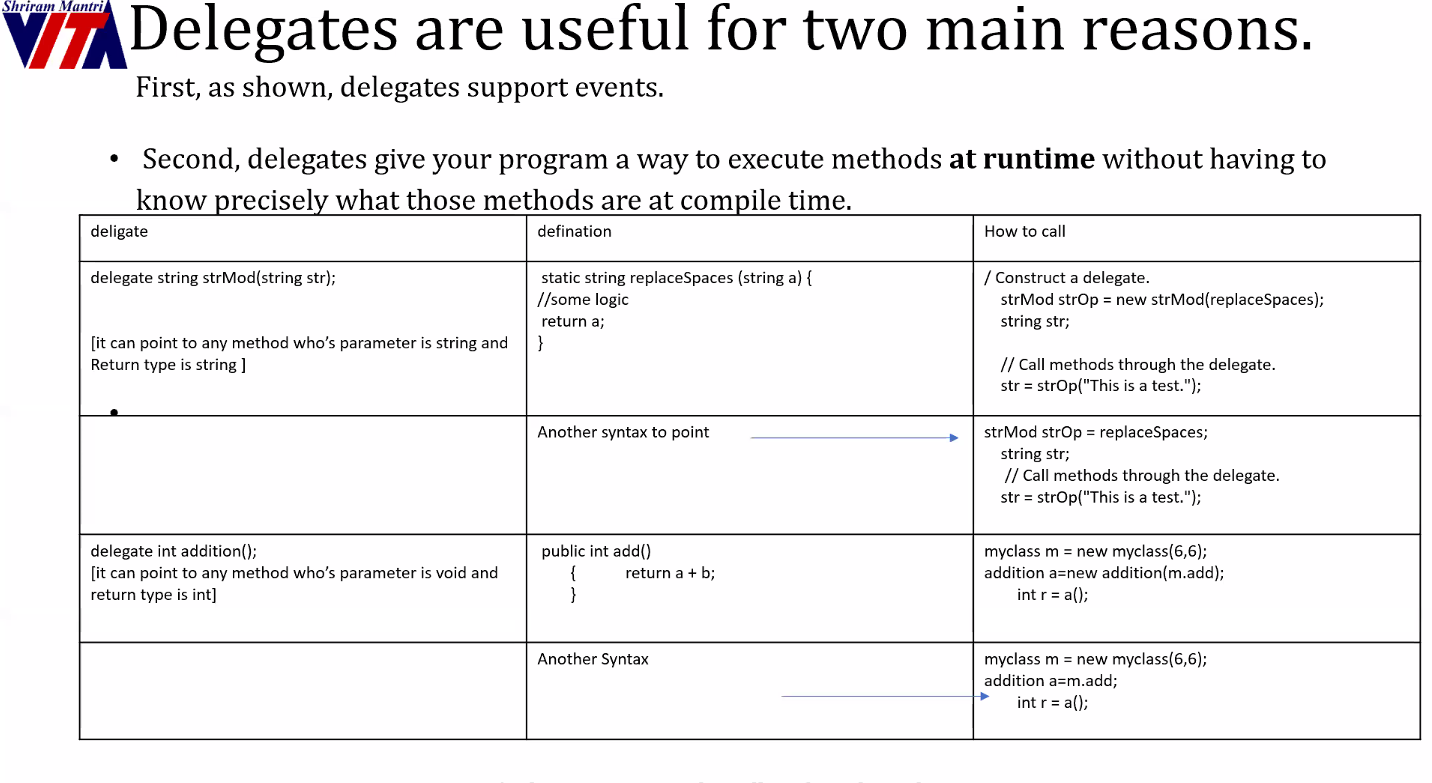 Shriram Mantri
VITA
Delegates are useful for two main reasons.
First, as shown, delegates support events.
• Second, delegates give your program a way to execute methods at runtime without having to
know precisely what those methods are at compile time.
deligate
defination
How to call
delegate string strMod(string str);
[it can point to any method who's parameter is string and
Return type is string ]
•
static string replaceSpaces (string a) {
//some logic
return a;
}
/ Construct a delegate.
strMod strOp = new strMod(replaceSpaces);
string str;
// Call methods through the delegate.
str = strOp("This is a test.");
Another syntax to point
strMod strOp = replaceSpaces;
string str;
// Call methods through the delegate.
str = strOp("This is a test.");
delegate int addition();
[it can point to any method who's parameter is void and
return type is int]
public int add()
{ return a + b;
}
myclass m = new myclass(6,6);
addition a=new addition(m.add);
int r = a();
Another Syntax
myclass m = new myclass(6,6);
addition a=m.add;
int r = a();